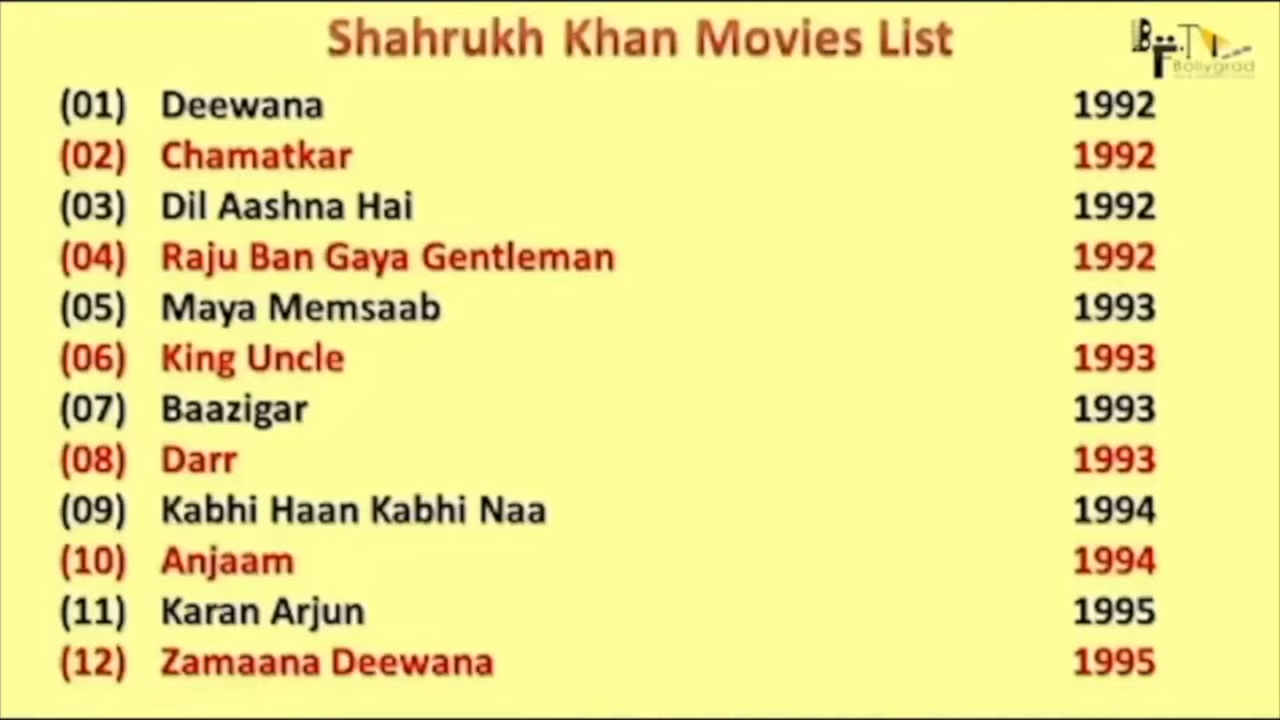 Shahrukh Khan Movies List
Bollygrad
(01) Deewana 1992
(02) Chamatkar 1992
(03) Dil Aashna Hai 1992
(04) Raju Ban Gaya Gentleman 1992
(05) Maya Memsaab 1993
(06) King Uncle 1993
(07) Baazigar 1993
(08) Darr 1993
(09) Kabhi Haan Kabhi Naa 1994
(10) Anjaam 1994
(11) Karan Arjun 1995
(12) Zamaana Deewana 1995